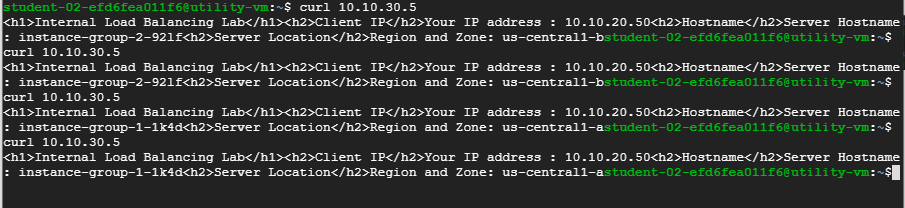 student-02-efd6fea011f6@utility-vm:~$ curl 10.10.30.5
<h1>Internal Load Balancing Lab</h1><h2>Client IP</h2>Your IP address : 10.10.20.50<h2>Hostname</h2>Server Hostname
: instance-group-2-92lf<h2>Server Location</h2>Region and Zone: us-central1-bstudent-02-efd6fea011f6@utility-vm:~$
curl 10.10.30.5
<h1>Internal Load Balancing Lab</h1><h2>Client IP</h2>Your IP address : 10.10.20.50<h2>Hostname</h2>Server Hostname
: instance-group-2-92lf<h2>Server Location</h2>Region and Zone: us-central1-bstudent-02-efd6fea011f6@utility-vm:~$
curl 10.10.30.5
<h1>Internal Load Balancing Lab</h1><h2>Client IP</h2>Your IP address : 10.10.20.50<h2>Hostname</h2>Server Hostname
: instance-group-1-1k4d<h2>Server Location</h2>Region and Zone: us-central1-astudent-02-efd6fea011f6@utility-vm:~$
curl 10.10.30.5
<h1>Internal Load Balancing Lab</h1><h2>Client IP</h2>Your IP address : 10.10.20.50<h2>Hostname</h2>Server Hostname
: instance-group-1-1k4d<h2>Server Location</h2>Region and Zone: us-central1-astudent-02-efd6fea011f6@utility-vm:~$